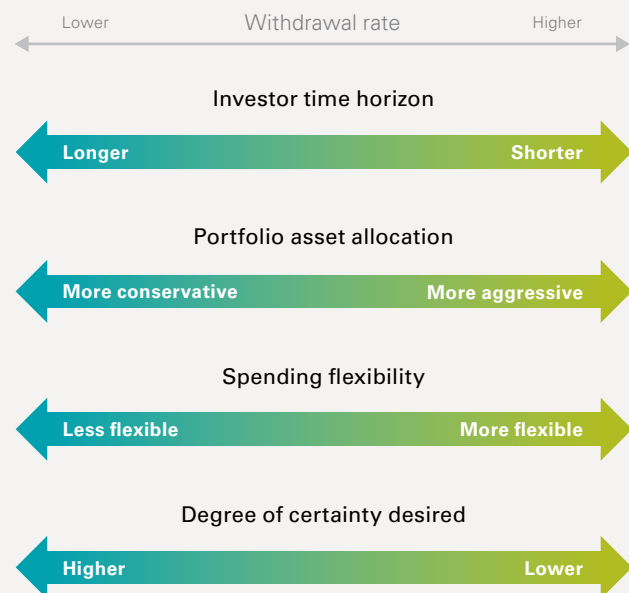 Lower Withdrawal rate Higher
Investor time horizon
Longer Shorter
Portfolio asset allocation
More conservative More aggressive
Spending flexibility
Less flexible More flexible
Degree of certainty desired
Higher Lower